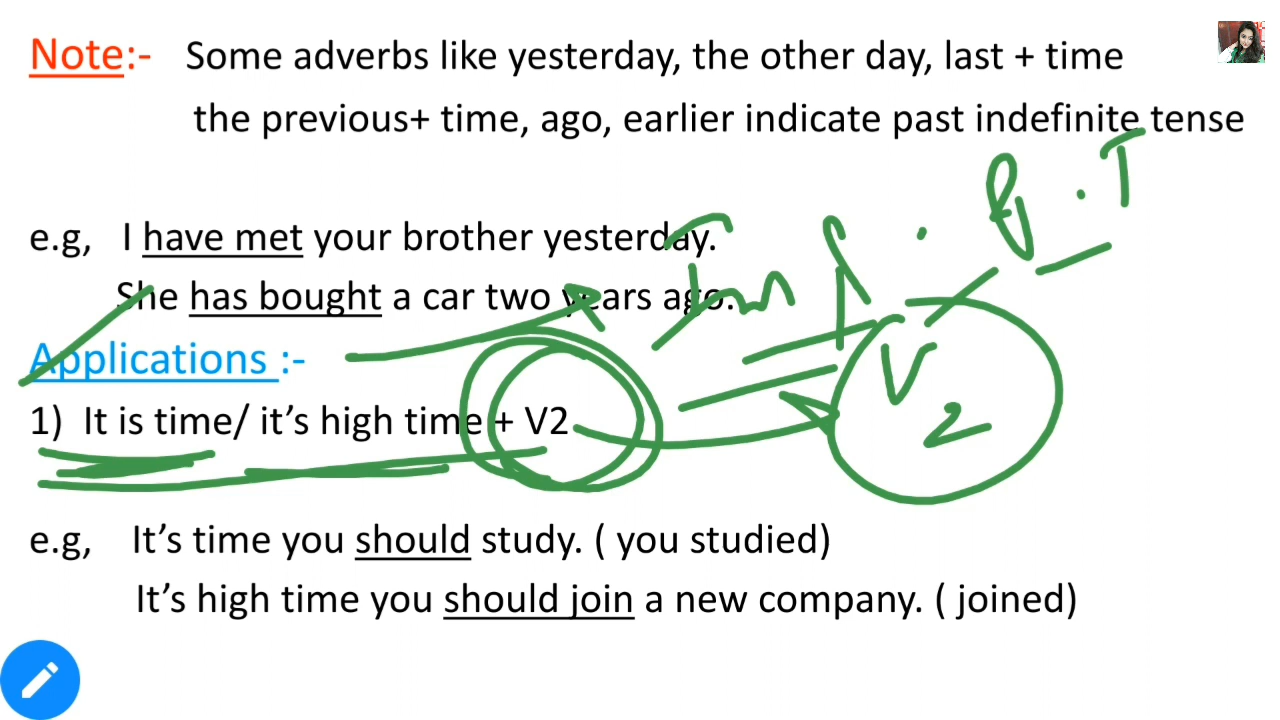 Note:- Some adverbs like yesterday, the other day, last + time
the previous+ time, ago, earlier indicate past indefinite tense
e.g, I have met your brother yesterday.
She has bought a car two years ago.
Applications :-
1) It is time/ it's high time + V2
V2
e.g, It's time you should study. ( you studied)
It's high time you should join a new company. ( joined)